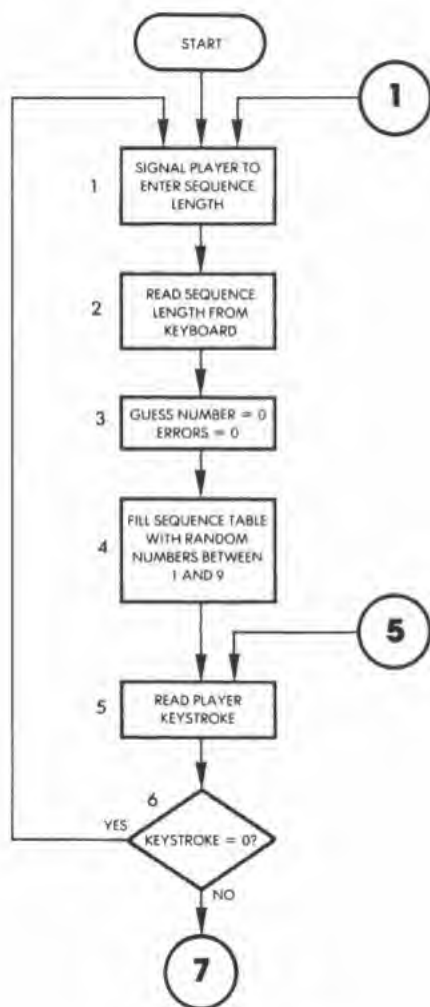 START
1
1
SIGNAL PLAYER TO
ENTER SEQUENCE
LENGTH
2
READ SEQUENCE
LENGTH FROM
KEYBOARD
3
GUESS NUMBER = 0
ERRORS = 0
4
FILL SEQUENCE TABLE
WITH RANDOM
NUMBERS BETWEEN
1 AND 9
5
5
READ PLAYER
KEYSTROKE
6
YES
KEYSTROKE = 0?
NO
7